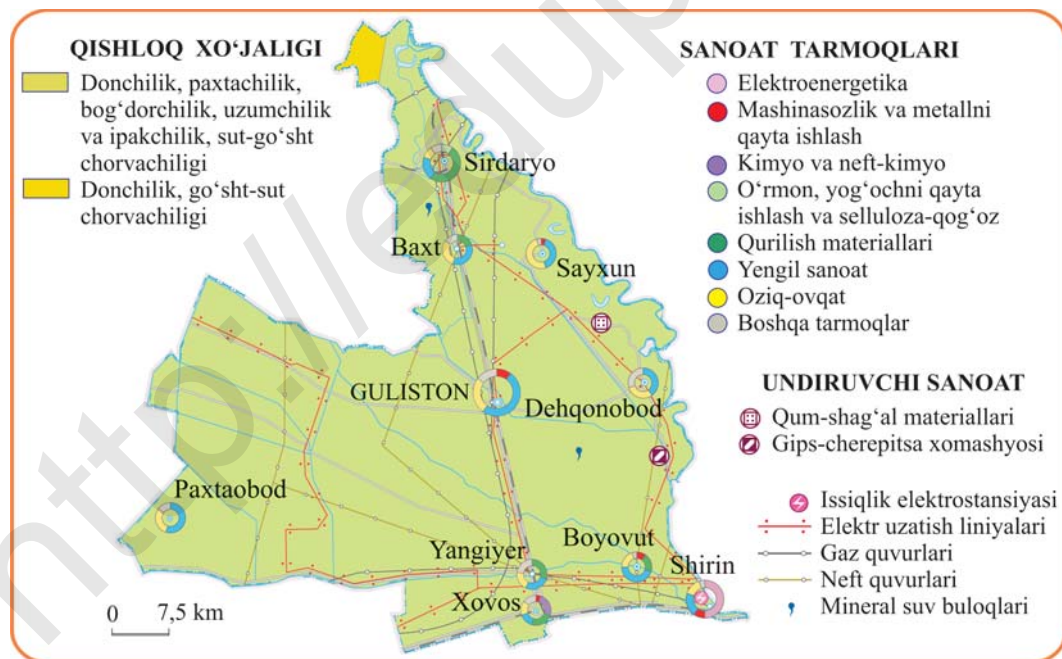 QISHLOQ XO‘JALIGI
Donchilik, paxtachilik,
bog‘dorchilik, uzumchilik
va ipakchilik, sut-go‘sht
chorvachiligi
Donchilik, go‘sht-sut
chorvachiligi
SANOAT TARMOQLARI
Elektroenergetika
Mashinasozlik va metallni
qayta ishlash
Kimyo va neft-kimyo
O‘rmon, yog‘ochni qayta
ishlash va selluloza-qog‘oz
Qurilish materiallari
Yengil sanoat
Oziq-ovqat
Boshqa tarmoqlar
UNDIRUVCHI SANOAT
Qum-shag‘al materiallari
Gips-cherepitsa xomashyosi
Issiqlik elektrostansiyasi
Elektr uzatish liniyalari
Gaz quvurlari
Neft quvurlari
Mineral suv buloqlari
Sirdaryo
Baxt
Sayxun
GULISTON
Dehqonobod
Paxtaobod
Yangiyer
Boyovut
Shirin
Xovos
0 7,5 km
http://edup